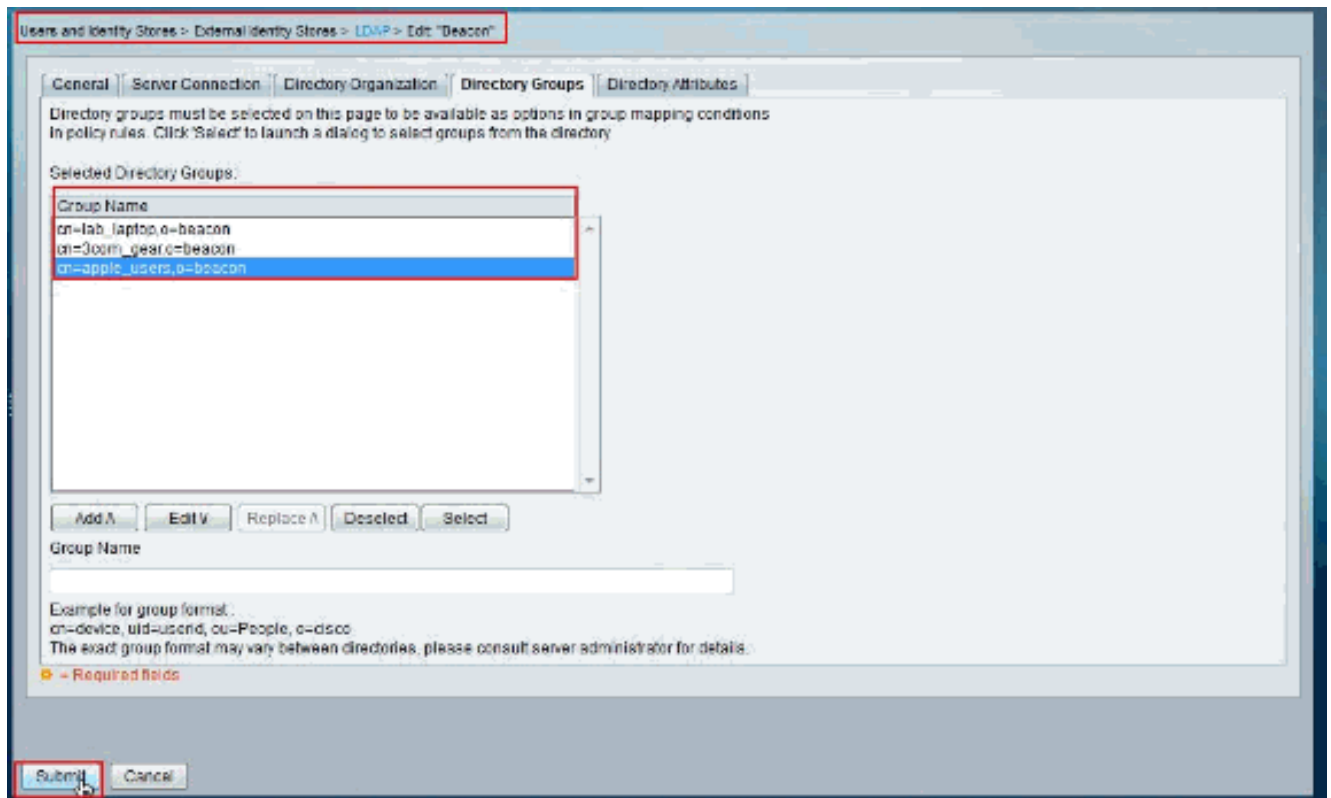 Users and Identity Stores > External Identity Stores > LDAP > Edit: "Beacon"
General Server Connection Directory Organization Directory Groups Directory Attributes
Directory groups must be selected on this page to be available as options in group mapping conditions
in policy rules. Click 'Select' to launch a dialog to select groups from the directory
Selected Directory Groups:
Group Name
cn=lab_laptop,o=beacon
cn=3com_gear,o=beacon
cn=apple_users,o=beacon
Add Λ Edit V Replace Λ Deselect Select
Group Name
Example for group format :
cn=device, uid=userid, ou=People, o=cisco
The exact group format may vary between directories, please consult server administrator for details.
= Required fields
Submit Cancel